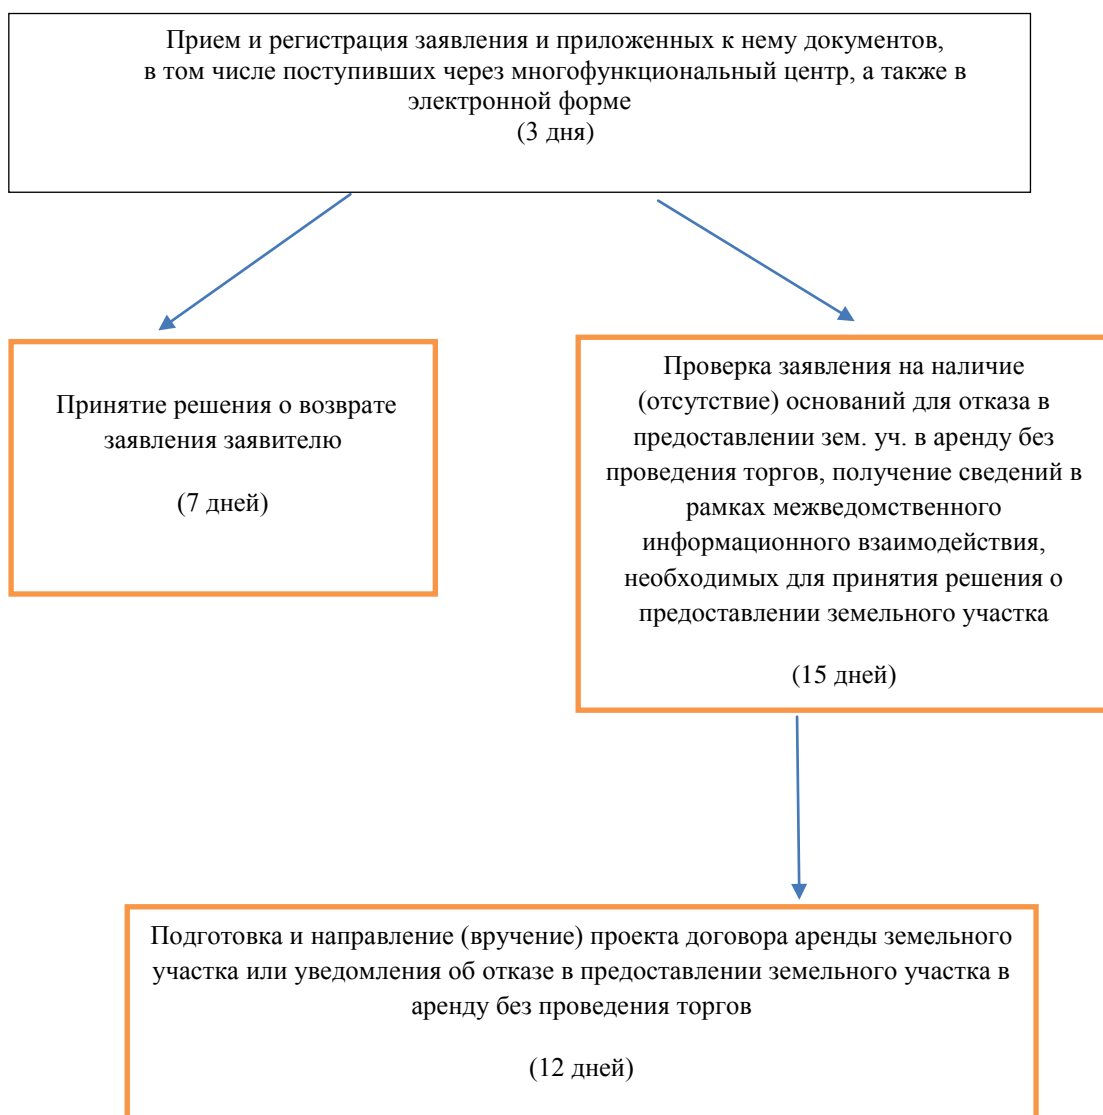 Прием и регистрация заявления и приложенных к нему документов,
в том числе поступивших через многофункциональный центр, а также в
электронной форме
(3 дня)
Принятие решения о возврате
заявления заявителю
(7 дней)
Проверка заявления на наличие
(отсутствие) оснований для отказа в
предоставлении зем. уч. в аренду без
проведения торгов, получение сведений в
рамках межведомственного
информационного взаимодействия,
необходимых для принятия решения о
предоставлении земельного участка
(15 дней)
Подготовка и направление (вручение) проекта договора аренды земельного
участка или уведомления об отказе в предоставлении земельного участка в
аренду без проведения торгов
(12 дней)